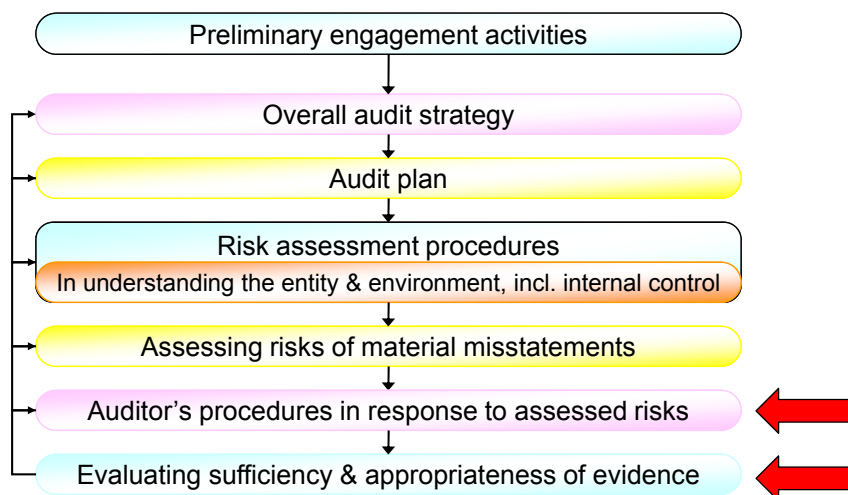 Preliminary engagement activities
Overall audit strategy
Audit plan
Risk assessment procedures
In understanding the entity & environment, incl. internal control
Assessing risks of material misstatements
Auditor's procedures in response to assessed risks
Evaluating sufficiency & appropriateness of evidence